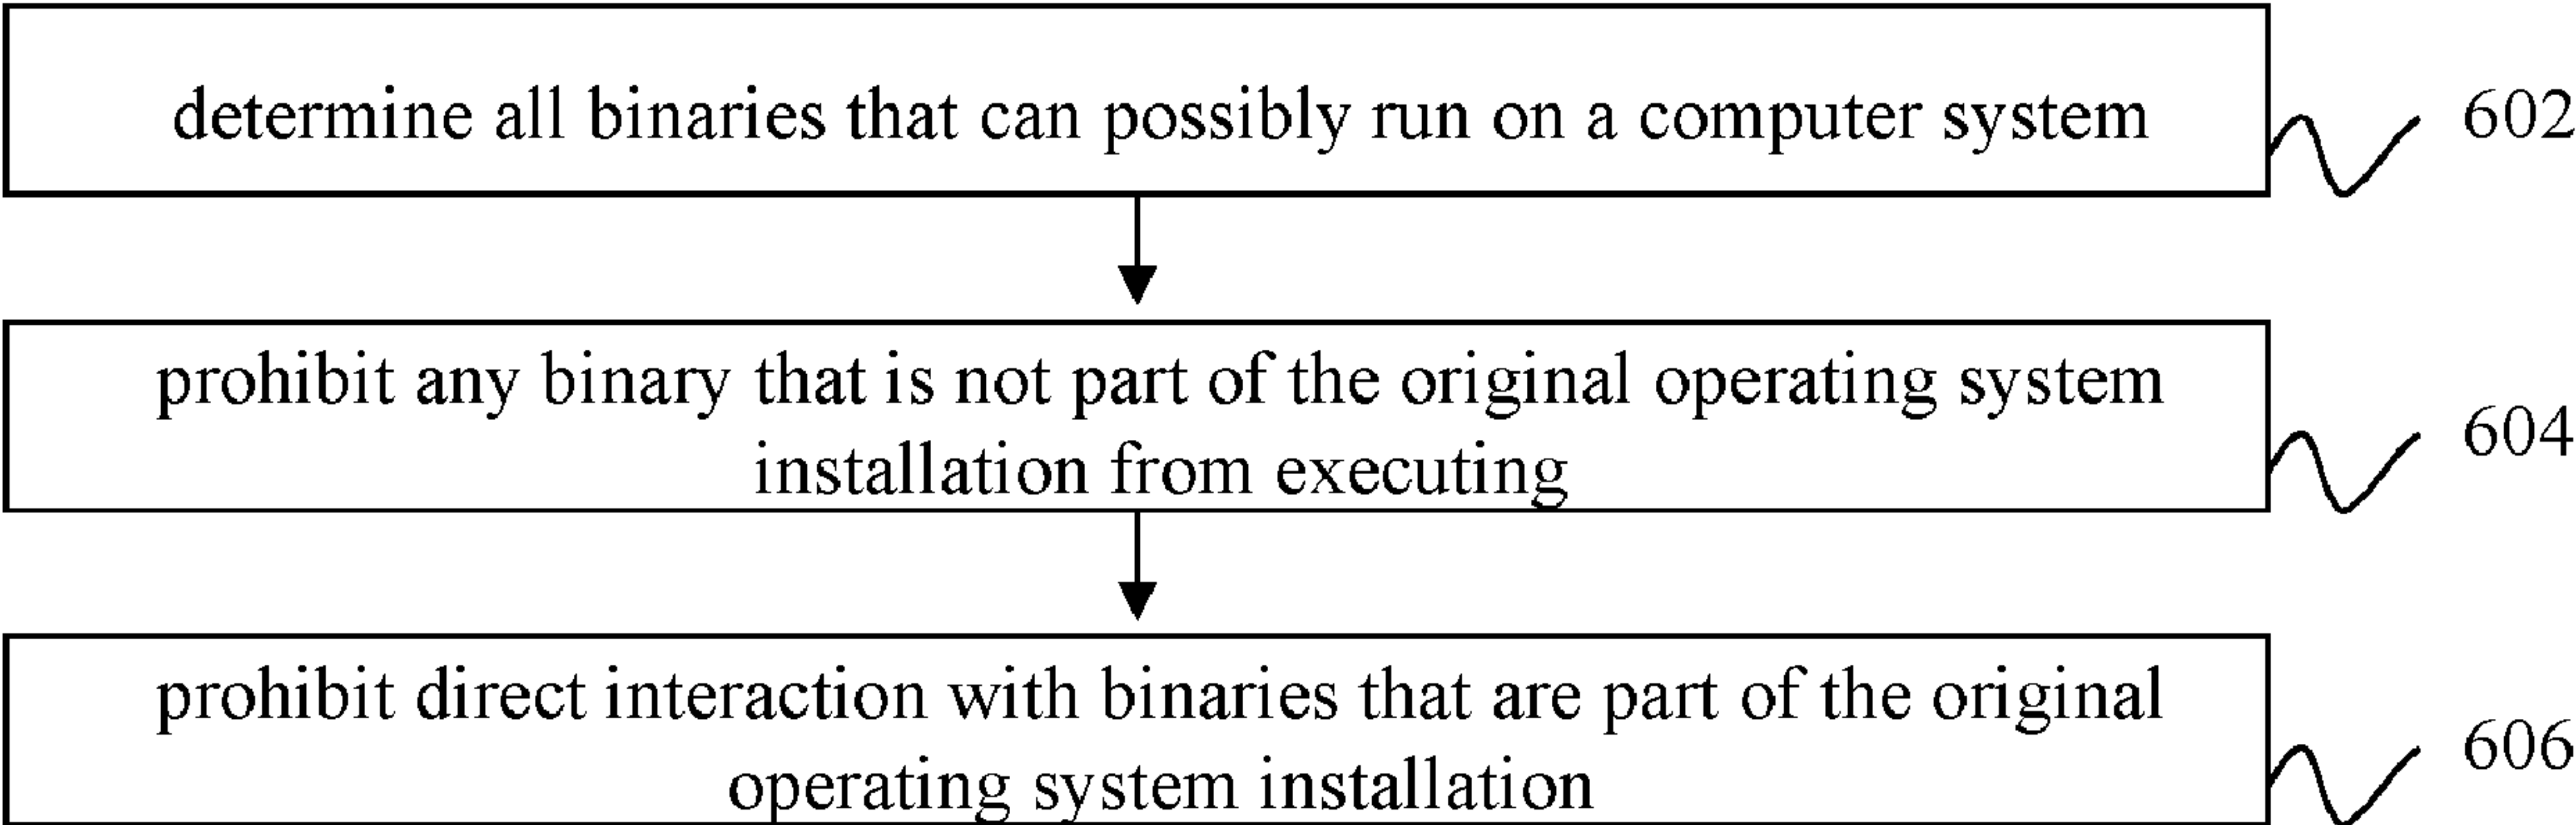 determine all binaries that can possibly run on a computer system
602
prohibit any binary that is not part of the original operating system
installation from executing
604
prohibit direct interaction with binaries that are part of the original
operating system installation
606